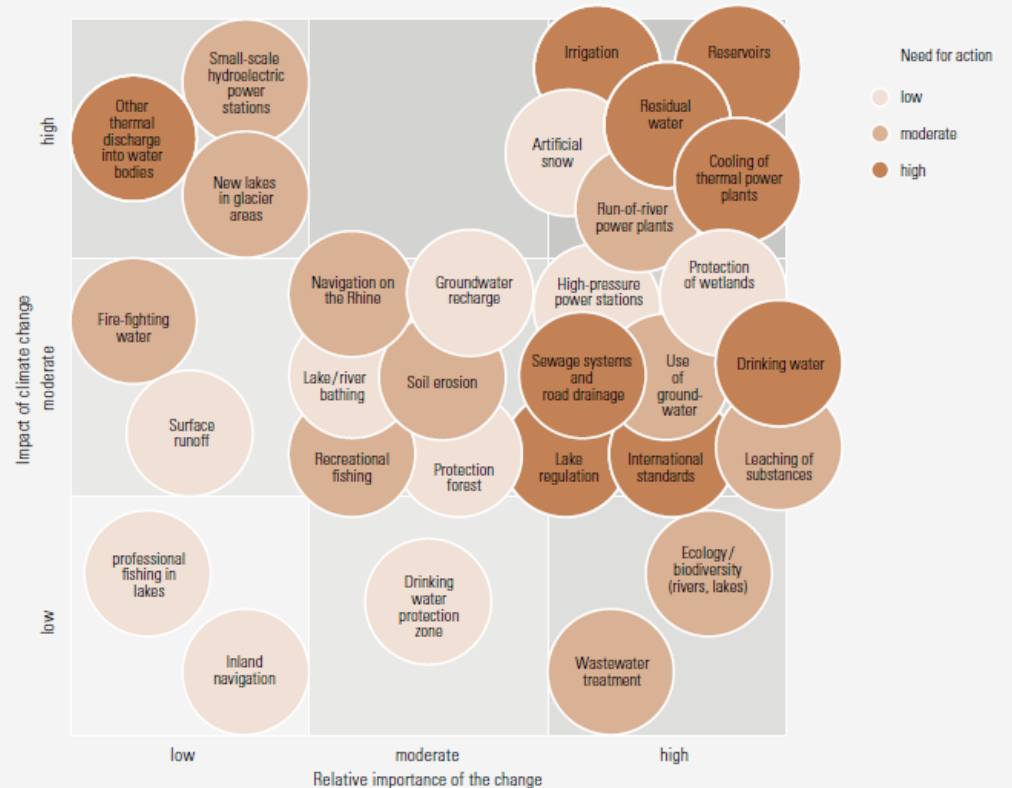 Need for action
low
moderate
high
Impact of climate change
high
moderate
low
Small-scale
hydroelectric
power
stations
Other
thermal
discharge
into water
bodies
New lakes
in glacier
areas
Irrigation
Reservoirs
Residual
water
Artificial
snow
Cooling of
thermal power
plants
Run-of-river
power plants
Fire-fighting
water
Surface
runoff
Navigation on
the Rhine
Groundwater
recharge
Lake/river
bathing
Soil erosion
Recreational
fishing
Protection
forest
High-pressure
power stations
Protection
of wetlands
Sewage systems
and
road drainage
Use
of
ground-
water
Drinking water
Lake
regulation
International
standards
Leaching of
substances
professional
fishing in
lakes
Inland
navigation
Drinking
water
protection
zone
Ecology/
biodiversity
(rivers, lakes)
Wastewater
treatment
low
moderate
high
Relative importance of the change